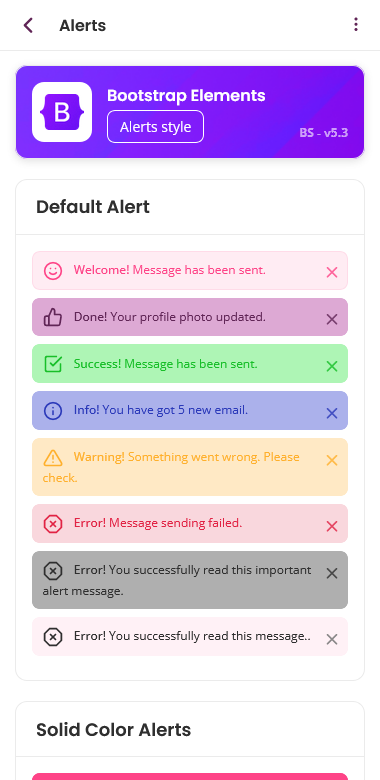 Alerts
Bootstrap Elements
B
Alerts style
BS - v5.3
Default Alert
Welcome! Message has been sent.
Done! Your profile photo updated.
Success! Message has been sent.
Info! You have got 5 new email.
Warning! Something went wrong. Please
check.
Error! Message sending failed.
Error! You successfully read this important
alert message.
Error! You successfully read this message..
Solid Color Alerts